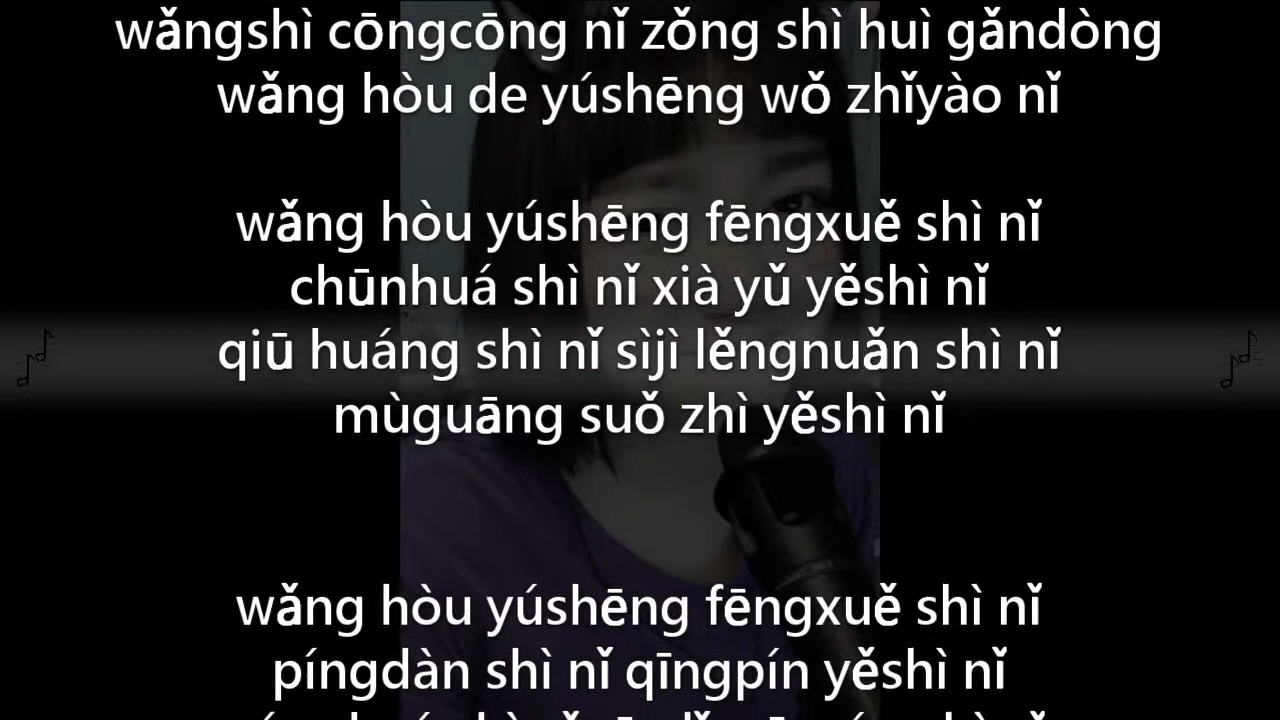 wǎngshì cōngcōng nǐ zǒng shì huì gǎndòng
wǎng hòu de yúshēng wǒ zhǐyào nǐ
wǎng hòu yúshēng fēngxuě shì nǐ
chūnhuá shì nǐ xià yǔ yěshì nǐ
qiū huáng shì nǐ sìjì lěngnuǎn shì nǐ
mùguāng suǒ zhì yěshì nǐ
wǎng hòu yúshēng fēngxuě shì nǐ
píngdàn shì nǐ qīngpín yěshì nǐ